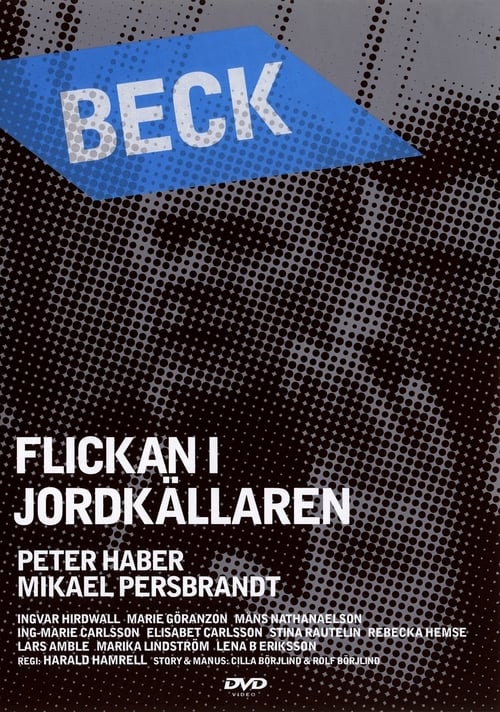 BECK
FLICKAN I
JORDKÄLLAREN
PETER HABER
MIKAEL PERSBRANDT
INGVAR HIRDWALL MARIE GÖRANZON MÅNS NATHANAELSON
ING-MARIE CARLSSON ELISABET CARLSSON STINA RAUTELIN REBECKA HEMSE
LARS AMBLE MARIKA LINDSTRÖM LENA B ERIKSSON
REGI: HARALD HAMRELL STORY & MANUS: CILLA BÖRJLIND & ROLF BÖRJLIND
DVD
VIDEO